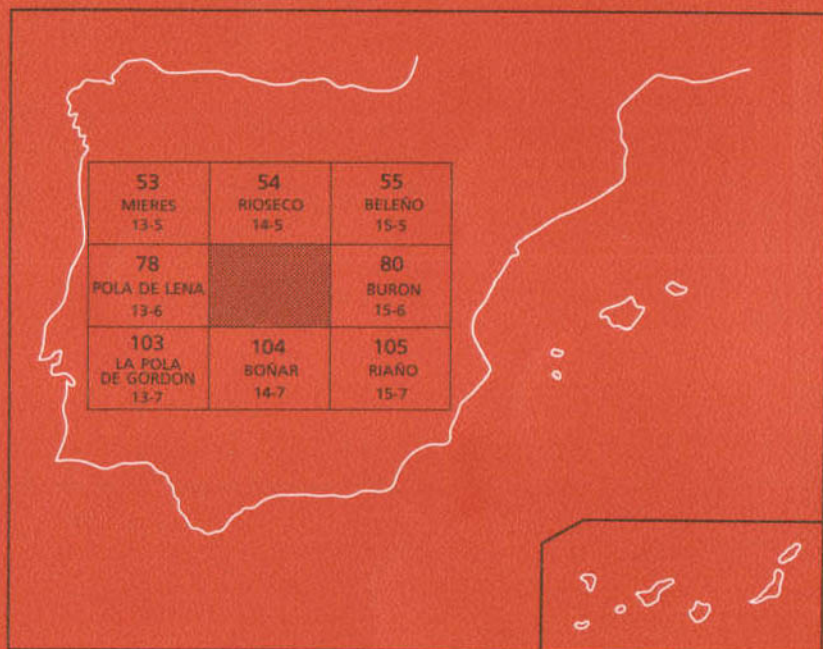 53
MIERES
13-5
54
RIOSECO
14-5
55
BELEÑO
15-5
78
POLA DE LENA
13-6
80
BURON
15-6
103
LA POLA
DE GORDON
13-7
104
BOÑAR
14-7
105
RIAÑO
15-7